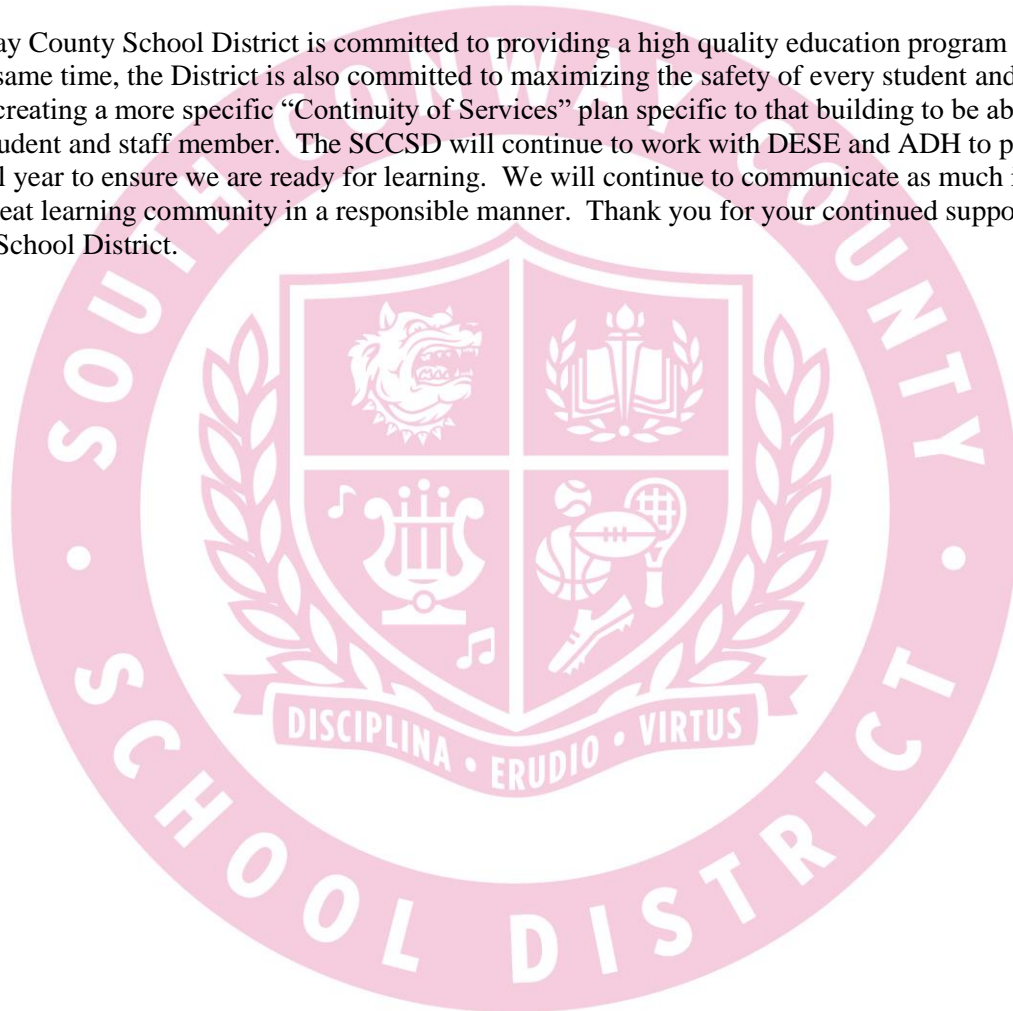 ay County School District is committed to providing a high quality education program
same time, the District is also committed to maximizing the safety of every student and
creating a more specific “Continuity of Services” plan specific to that building to be ab
udent and staff member. The SCCSD will continue to work with DESE and ADH to p
l year to ensure we are ready for learning. We will continue to communicate as much
eat learning community in a responsible manner. Thank you for your continued suppo
School District.
SOUTH CONWAY COUNTY
DISCIPLINA • ERUDIO • VIRTUS
SCHOOL DISTRICT